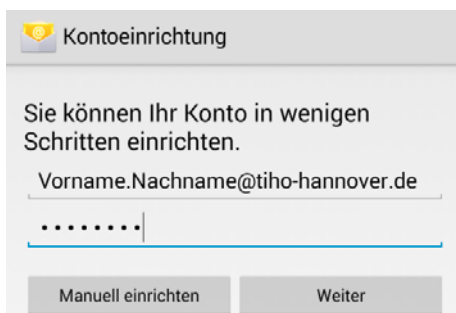 Kontoeinrichtung
Sie können Ihr Konto in wenigen
Schritten einrichten.
Vorname.Nachname@tiho-hannover.de
••••••••
Manuell einrichten
Weiter